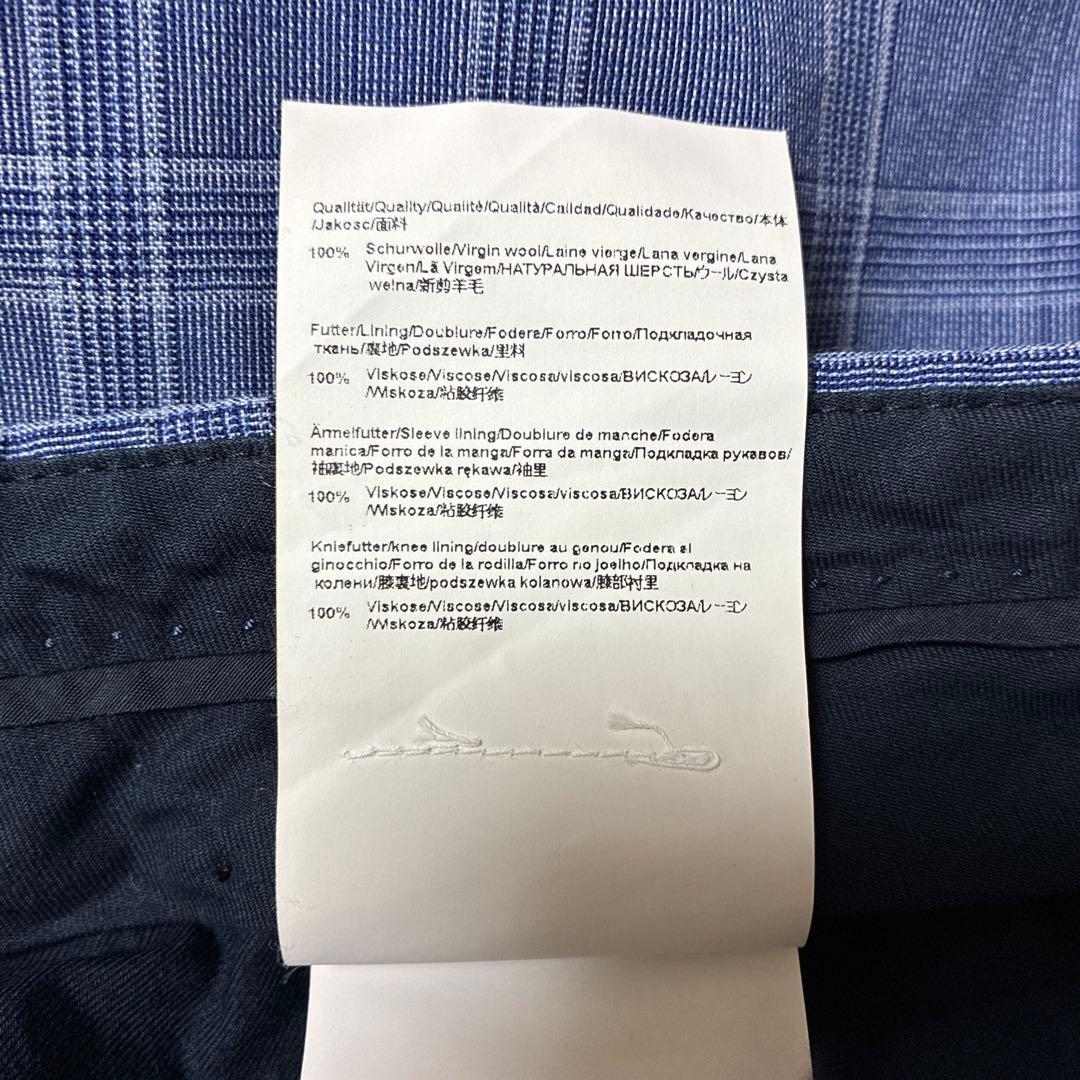 Qualität/Quality/Qualité/Qualità/Calidad/Qualidade/Качество/本体
/Jakosc/面料
100% Schurwolle/Virgin wool/Laine vierge/Lana vergine/Lana
Virgen/Lã Virgem/НАТУРАЛЬНАЯ ШЕРСТЬ/ウール/Czysta
wełna/新剪羊毛
Futter/Lining/Doublure/Fodera/Forro/Forro/Подкладочная
ткань/裏地/Podszewka/里料
100% Viskose/Viscose/Viscosa/viscosa/ВИСКОЗА/レーヨン
/Wiskoza/粘胶纤维
Ärmelfutter/Sleeve lining/Doublure de manche/Fodera
manica/Forro de la manga/Forra da manga/Подкладка рукавов/
袖裏地/Podszewka rękawa/袖里
100% Viskose/Viscose/Viscosa/viscosa/ВИСКОЗА/レーヨン
/Wiskoza/粘胶纤维
Kniefutter/knee lining/doublure au genou/Fodera al
ginocchio/Forro de la rodilla/Forro no joelho/Подкладка на
колени/膝裏地/podszewka kolanowa/膝部衬里
100% Viskose/Viscose/Viscosa/viscosa/ВИСКОЗА/レーヨン
/Wiskoza/粘胶纤维